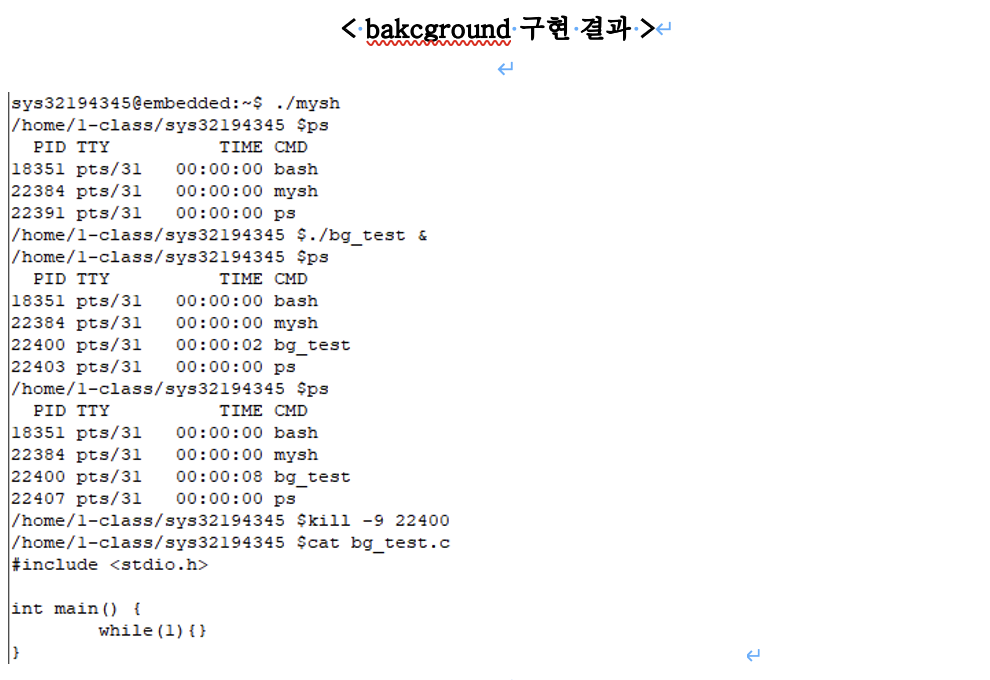 < bakcground 구현 결과 >
sys32194345@embedded:~$ ./mysh
/home/1-class/sys32194345 $ps
  PID TTY          TIME CMD
18351 pts/31   00:00:00 bash
22384 pts/31   00:00:00 mysh
22391 pts/31   00:00:00 ps
/home/1-class/sys32194345 $./bg_test &
/home/1-class/sys32194345 $ps
  PID TTY          TIME CMD
18351 pts/31   00:00:00 bash
22384 pts/31   00:00:00 mysh
22400 pts/31   00:00:02 bg_test
22403 pts/31   00:00:00 ps
/home/1-class/sys32194345 $ps
  PID TTY          TIME CMD
18351 pts/31   00:00:00 bash
22384 pts/31   00:00:00 mysh
22400 pts/31   00:00:08 bg_test
22407 pts/31   00:00:00 ps
/home/1-class/sys32194345 $kill -9 22400
/home/1-class/sys32194345 $cat bg_test.c
#include <stdio.h>
int main() {
        while(1){}
}